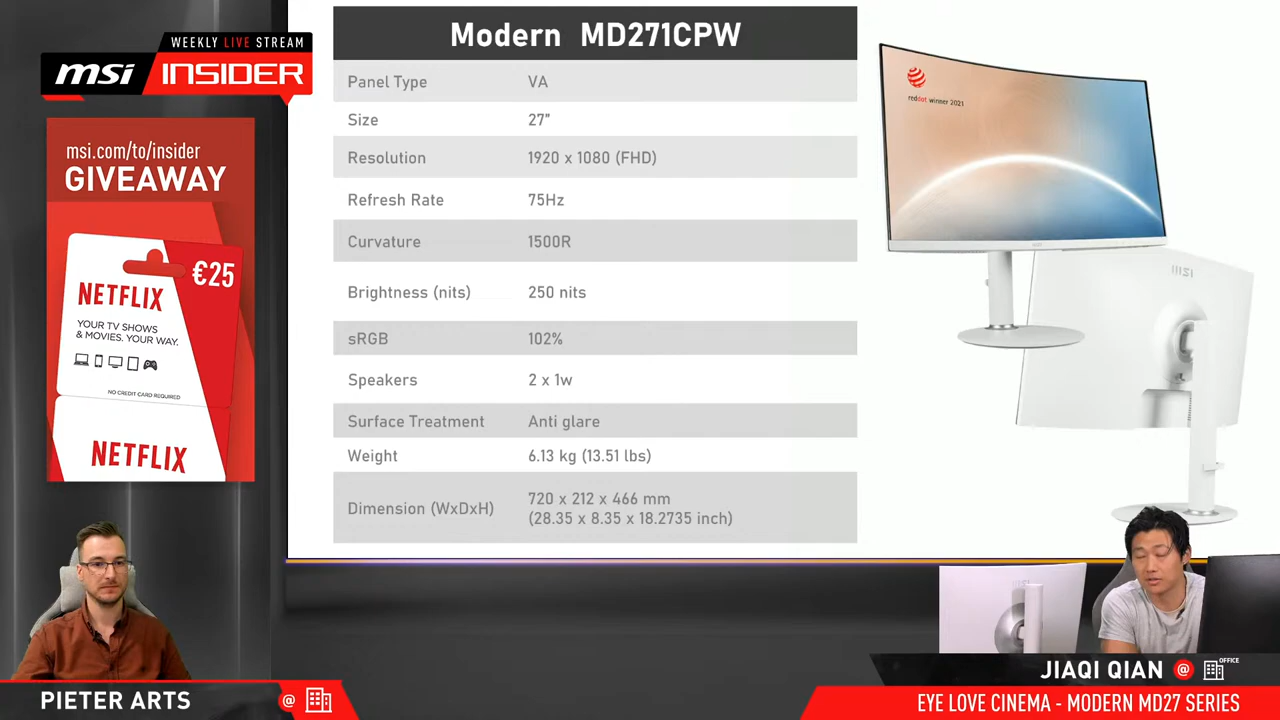 WEEKLY LIVE STREAM
msi INSIDER
msi.com/to/insider
GIVEAWAY
€25
NETFLIX
YOUR TV SHOWS
& MOVIES. YOUR WAY.
NO CREDIT CARD REQUIRED
NETFLIX
Modern MD271CPW
Panel Type VA
Size 27"
Resolution 1920 x 1080 (FHD)
Refresh Rate 75Hz
Curvature 1500R
Brightness (nits) 250 nits
sRGB 102%
Speakers 2 x 1w
Surface Treatment Anti glare
Weight 6.13 kg (13.51 lbs)
Dimension (WxDxH) 720 x 212 x 466 mm
(28.35 x 8.35 x 18.2735 inch)
reddot winner 2021
msi
PIETER ARTS @
JIAQI QIAN @ OFFICE
EYE LOVE CINEMA - MODERN MD27 SERIES